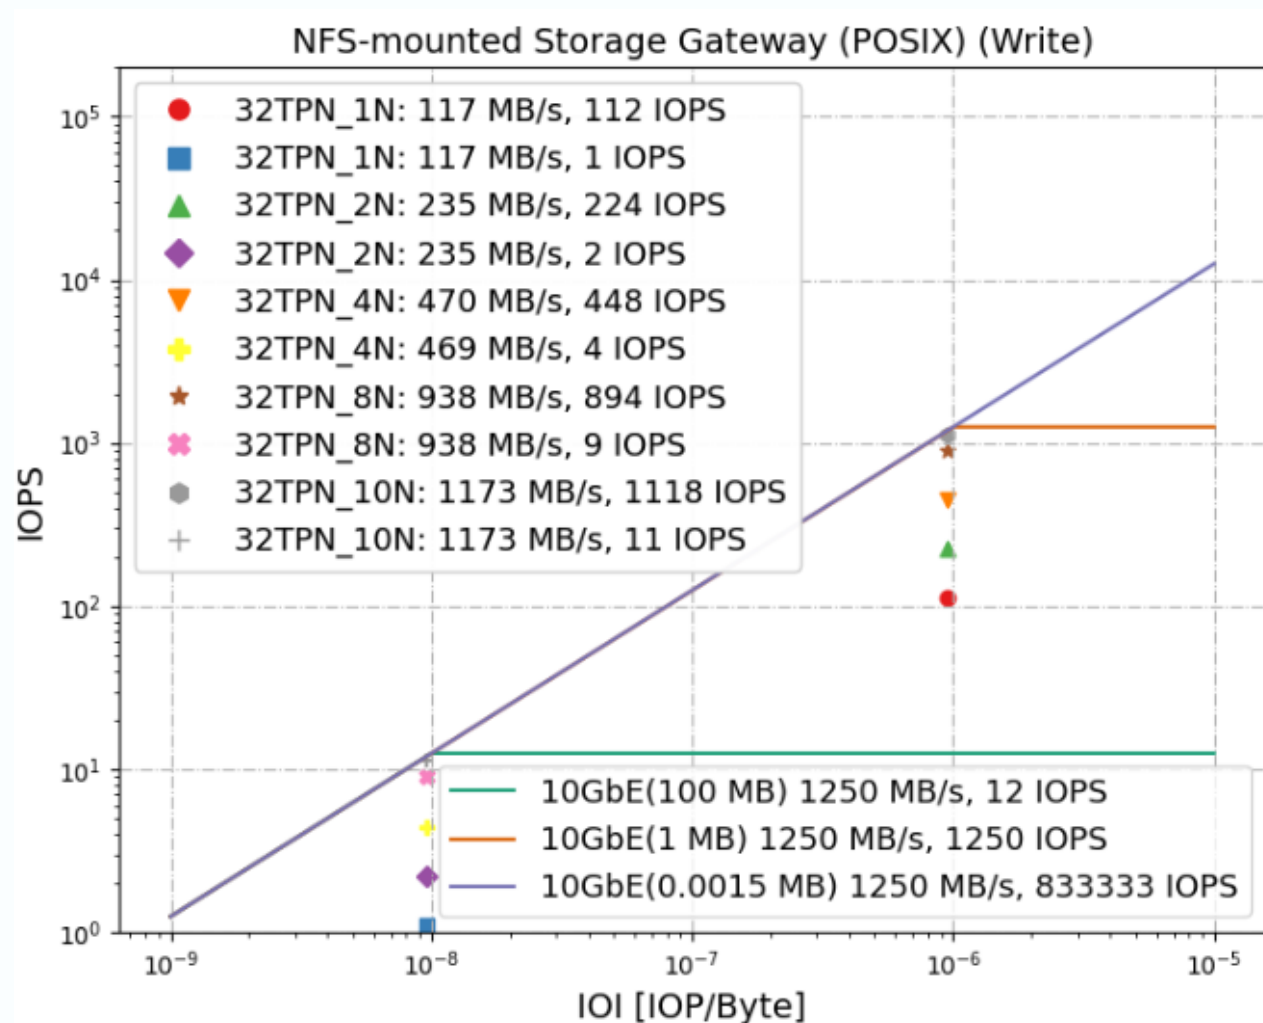 NFS-mounted Storage Gateway (POSIX) (Write)
32TPN_1N: 117 MB/s, 112 IOPS
32TPN_1N: 117 MB/s, 1 IOPS
32TPN_2N: 235 MB/s, 224 IOPS
32TPN_2N: 235 MB/s, 2 IOPS
32TPN_4N: 470 MB/s, 448 IOPS
32TPN_4N: 469 MB/s, 4 IOPS
32TPN_8N: 938 MB/s, 894 IOPS
32TPN_8N: 938 MB/s, 9 IOPS
32TPN_10N: 1173 MB/s, 1118 IOPS
32TPN_10N: 1173 MB/s, 11 IOPS
10⁵
10⁴
10³
10²
10¹
10⁰
IOPS
10GbE(100 MB) 1250 MB/s, 12 IOPS
10GbE(1 MB) 1250 MB/s, 1250 IOPS
10GbE(0.0015 MB) 1250 MB/s, 833333 IOPS
10⁻⁹ 10⁻⁸ 10⁻⁷ 10⁻⁶ 10⁻⁵
IOI [IOP/Byte]